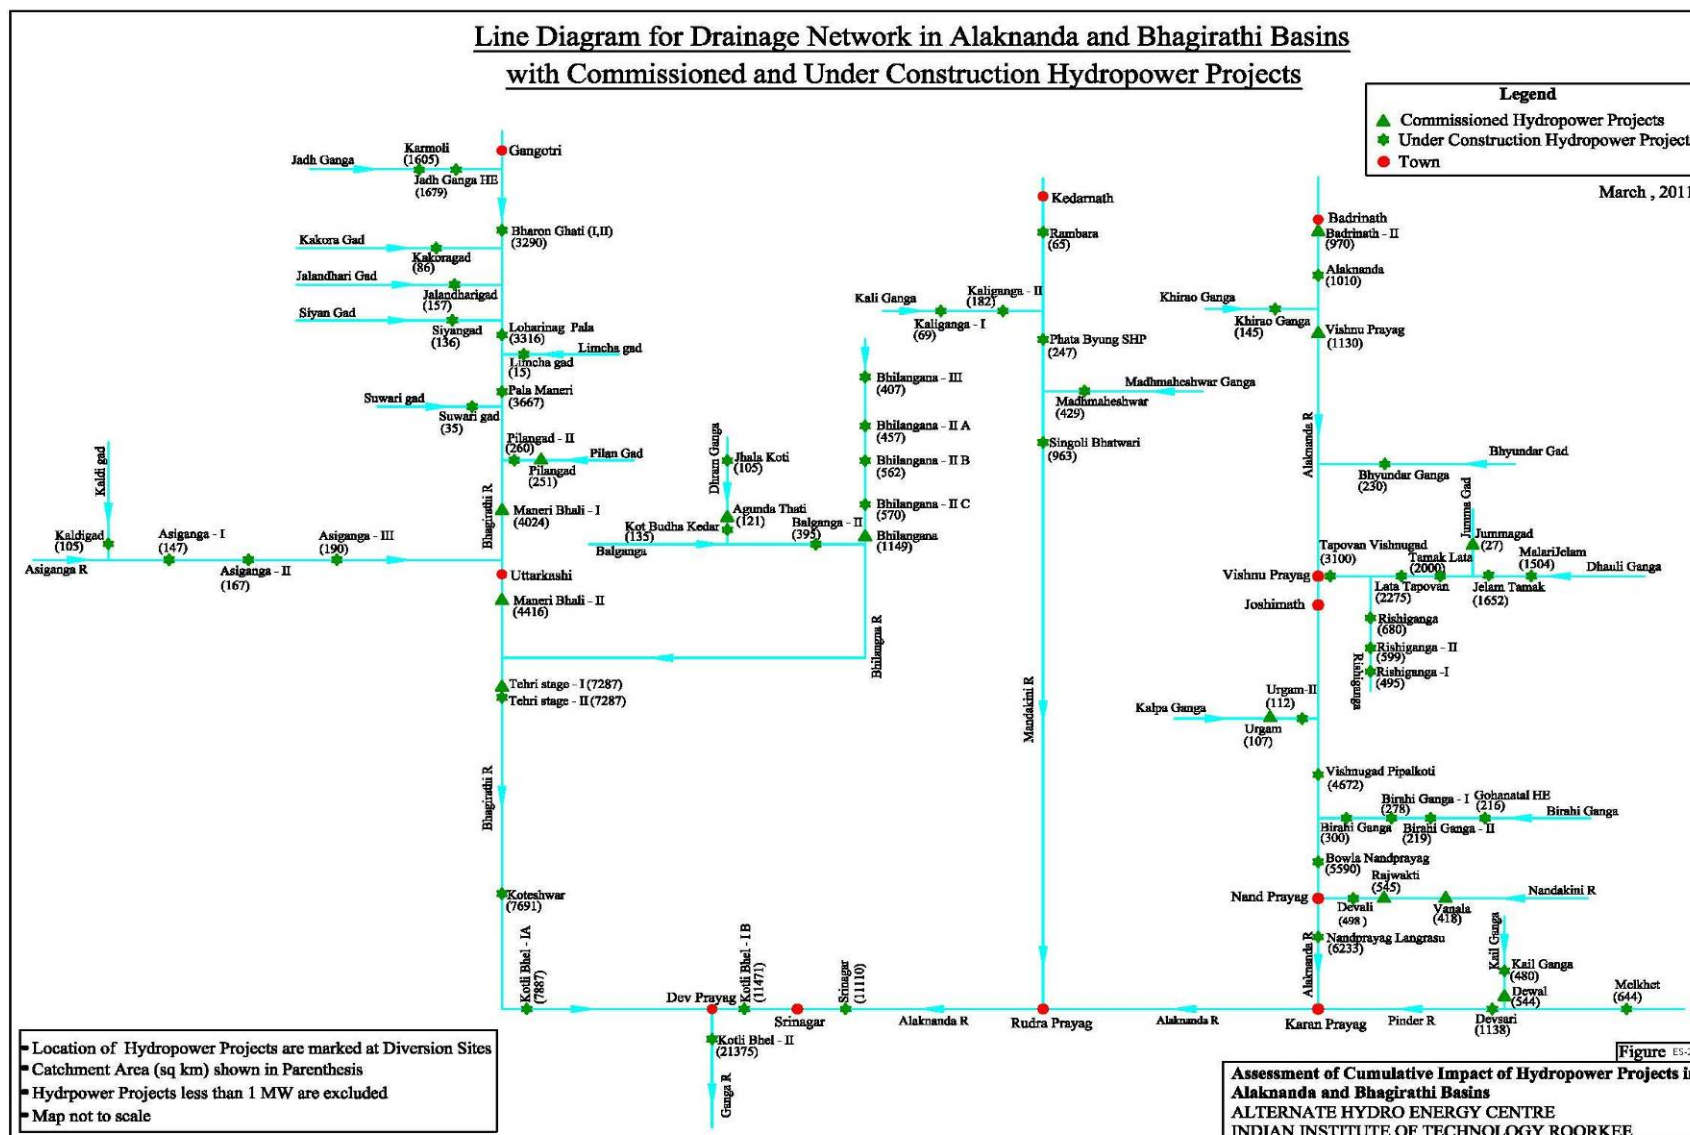 Line Diagram for Drainage Network in Alaknanda and Bhagirathi Basins
with Commissioned and Under Construction Hydropower Projects
Legend
Commissioned Hydropower Projects
Under Construction Hydropower Project
Town
March , 2011
Gangotri
Jadh Ganga
Karmoli
(1605)
Jadh Ganga HE
(1679)
Bharon Ghati (I,II)
(3290)
Kakora Gad
Kakoragad
(86)
Jalandhari Gad
Jalandharigad
(157)
Siyan Gad
Siyangad
(136)
Loharinag Pala
(3316)
Limcha gad
Limcha gad
(15)
Pala Maneri
(3667)
Suwari gad
Suwari gad
(35)
Pilangad - II
(260)
Pilan Gad
Pilangad
(251)
Bhagirathi R
Maneri Bhali - I
(4024)
Kaldi gad
Kaldigad
(105)
Asiganga R
Asiganga - I
(147)
Asiganga - II
(167)
Asiganga - III
(190)
Uttarkashi
Maneri Bhali - II
(4416)
Dhram Ganga
Jhala Koti
(105)
Agunda Thati
(121)
Kot Budha Kedar
(135)
Balganga
Balganga - II
(395)
Bhilangana - III
(407)
Bhilangana - II A
(457)
Bhilangana - II B
(562)
Bhilangana - II C
(570)
Bhilangana
(1149)
Bhilangna R
Tehri stage - I (7287)
Tehri stage - II (7287)
Bhagirathi R
Koteshwar
(7691)
Kotli Bhel - IA
(7887)
Dev Prayag
Kotli Bhel - I B
(11471)
Srinagar
Srinagar
(11110)
Kotli Bhel - II
(21375)
Ganga R
Kedarnath
Rambara
(65)
Kali Ganga
Kaliganga - I
(69)
Kaliganga - II
(182)
Phata Byung SHP
(247)
Madhmaheshwar Ganga
Madhmaheshwar
(429)
Singoli Bhatwari
(963)
Mandakini R
Alaknanda R
Rudra Prayag
Alaknanda R
Badrinath
Badrinath - II
(970)
Alaknanda
(1010)
Khirao Ganga
Khirao Ganga
(145)
Vishnu Prayag
(1130)
Alaknanda R
Bhyundar Gad
Bhyundar Ganga
(230)
Jumma Gad
Jummagad
(27)
Tapovan Vishnugad
(3100)
Tamak Lata
(2000)
MalariJelam
(1504)
Dhauli Ganga
Vishnu Prayag
Lata Tapovan
(2275)
Jelam Tamak
(1652)
Joshimath
Rishiganga
(680)
Rishiganga - II
(599)
Rishiganga -I
(495)
Rishiganga
Kalpa Ganga
Urgam-II
(112)
Urgam
(107)
Vishnugad Pipalkoti
(4672)
Birahi Ganga - I
(278)
Gohanatal HE
(216)
Birahi Ganga
Birahi Ganga
(300)
Birahi Ganga - II
(219)
Bowla Nandprayag
(5590)
Rajwakti
(545)
Nandakini R
Nand Prayag
Devali
(498 )
Vanala
(418)
Nandprayag Langrasu
(6233)
Alaknanda R
Kail Ganga
Kail Ganga
(480)
Dewal
(544)
Melkhet
(644)
Karan Prayag
Pinder R
Devsari
(1138)
Location of Hydropower Projects are marked at Diversion Sites
Catchment Area (sq km) shown in Parenthesis
Hydrpower Projects less than 1 MW are excluded
Map not to scale
Figure ES-2
Assessment of Cumulative Impact of Hydropower Projects in
Alaknanda and Bhagirathi Basins
ALTERNATE HYDRO ENERGY CENTRE
INDIAN INSTITUTE OF TECHNOLOGY ROORKEE